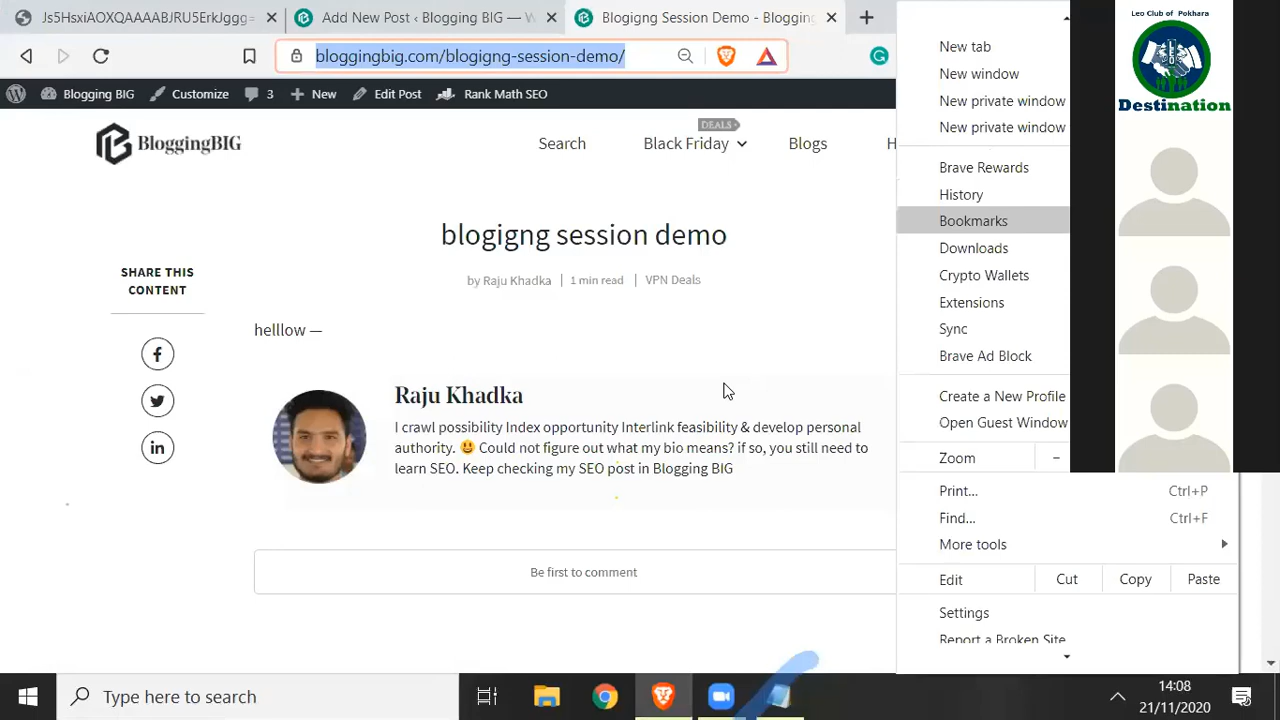 Js5HsxiAOXQAAAABJRU5ErkJggg=
Add New Post ‹ Blogging BIG — W
Blogigng Session Demo - Blogging
bloggingbig.com/blogigng-session-demo/
Blogging BIG
Customize
3
New
Edit Post
Rank Math SEO
BloggingBIG
Search
Black Friday
DEALS
Blogs
H
blogigng session demo
by Raju Khadka
1 min read
VPN Deals
SHARE THIS
CONTENT
helllow —
Raju Khadka
I crawl possibility Index opportunity Interlink feasibility & develop personal
authority. 😃 Could not figure out what my bio means? if so, you still need to
learn SEO. Keep checking my SEO post in Blogging BIG
Be first to comment
New tab
New window
New private window
New private window
Brave Rewards
History
Bookmarks
Downloads
Crypto Wallets
Extensions
Sync
Brave Ad Block
Create a New Profile
Open Guest Window
Zoom −
Print... Ctrl+P
Find... Ctrl+F
More tools
Edit Cut Copy Paste
Settings
Report a Broken Site
Leo Club of Pokhara
Destination
Type here to search
14:08
21/11/2020